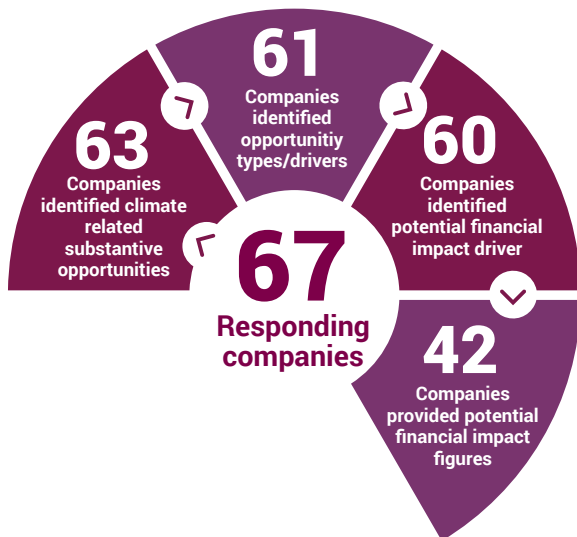 67
Responding
companies
63
Companies
identified climate
related
substantive
opportunities
61
Companies
identified
opportunitiy
types/drivers
60
Companies
identified
potential financial
impact driver
42
Companies
provided potential
financial impact
figures